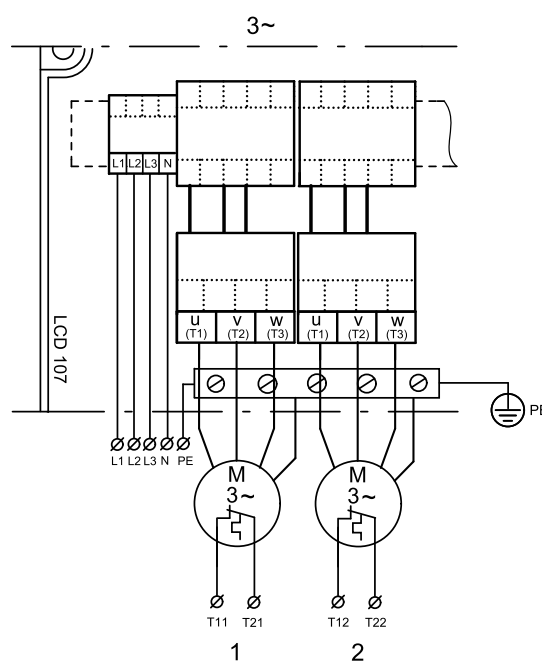 3~
L1 L2 L3 N
LCD 107
u v w u v w
(T1) (T2) (T3) (T1) (T2) (T3)
PE
L1 L2 L3 N PE
M M
3~ 3~
T11 T21 T12 T22
1 2